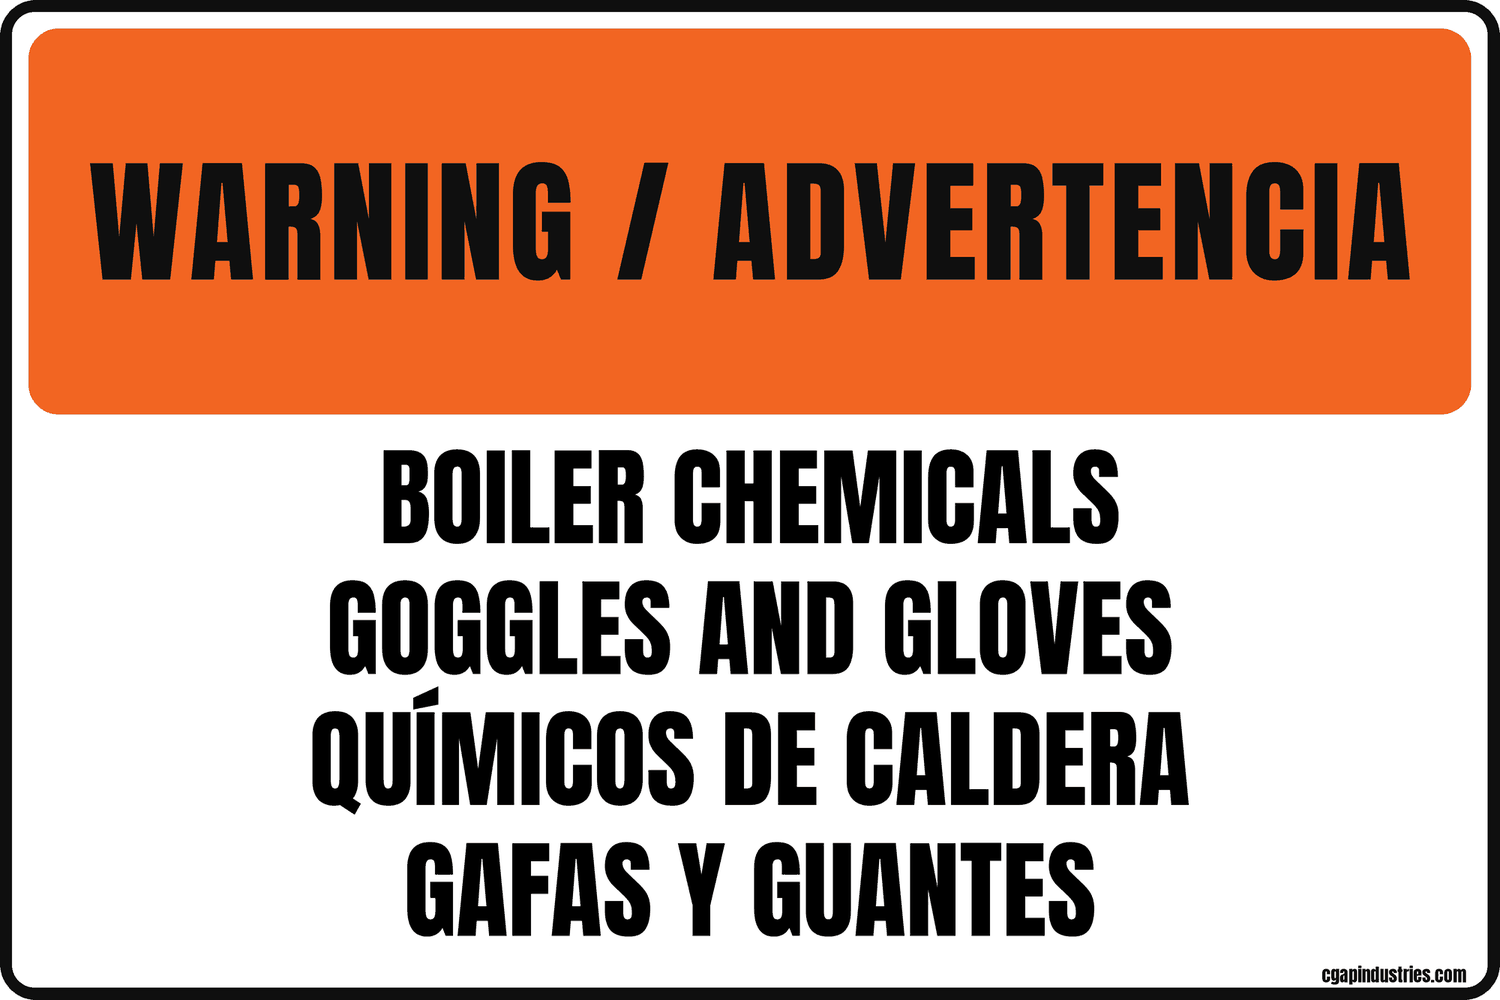 WARNING / ADVERTENCIA
BOILER CHEMICALS
GOGGLES AND GLOVES
QUÍMICOS DE CALDERA
GAFAS Y GUANTES
cgapindustries.com